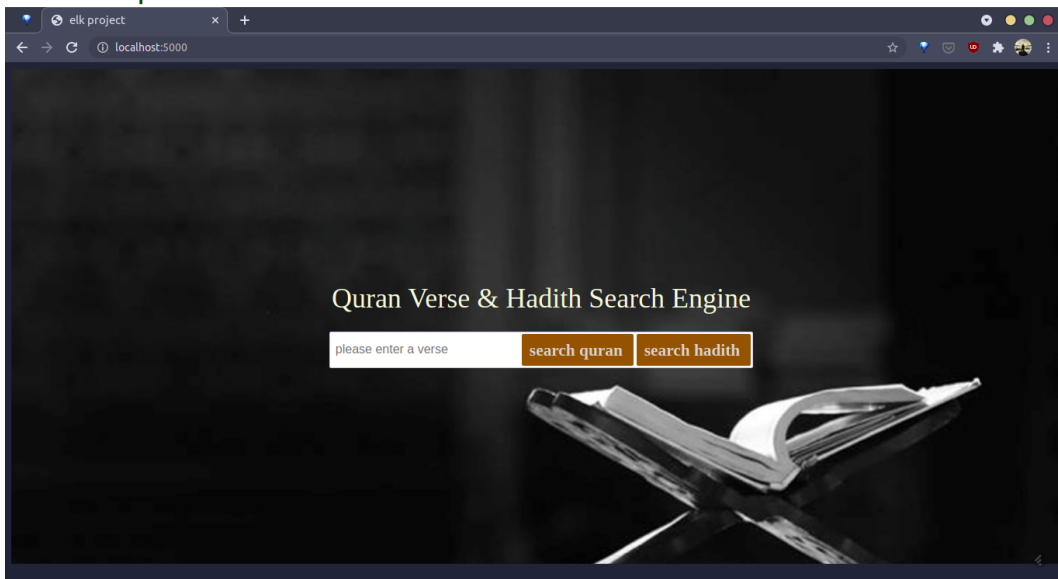 elk project
localhost:5000
Quran Verse & Hadith Search Engine
please enter a verse
search quran search hadith